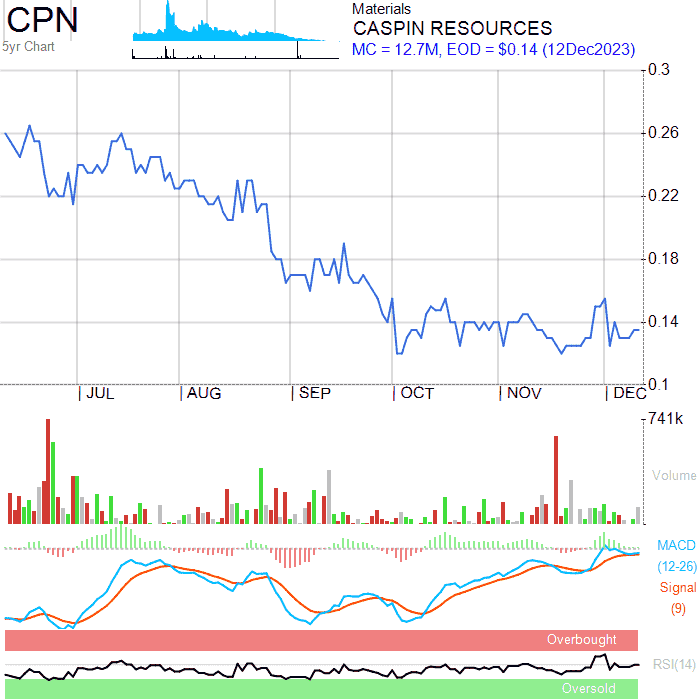 CPN
5yr Chart
Materials
CASPIN RESOURCES
MC = 12.7M, EOD = $0.14 (12Dec2023)
0.3
0.26
0.22
0.18
0.14
0.1
JUL AUG SEP OCT NOV DEC
741k
Volume
MACD
(12-26)
Signal
(9)
Overbought
RSI(14)
Oversold